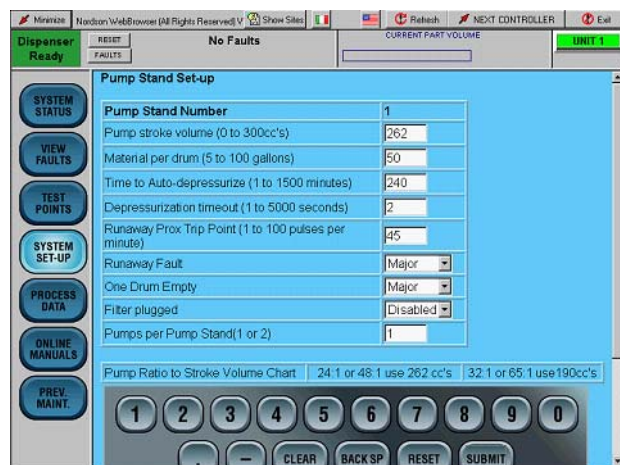 Minimize Nordson WebBrowser (All Rights Reserved) V Show Sites Refresh NEXT CONTROLLER Exit
Dispenser Ready RESET FAULTS No Faults CURRENT PART VOLUME UNIT 1
Pump Stand Set-up
SYSTEM STATUS
VIEW FAULTS
TEST POINTS
SYSTEM SET-UP
PROCESS DATA
ONLINE MANUALS
PREV. MAINT.
Pump Stand Number 1
Pump stroke volume (0 to 300cc's) 262
Material per drum (5 to 100 gallons) 50
Time to Auto-depressurize (1 to 1500 minutes) 240
Depressurization timeout (1 to 5000 seconds) 2
Runaway Prox Trip Point (1 to 100 pulses per
minute) 45
Runaway Fault Major
One Drum Empty Major
Filter plugged Disabled
Pumps per Pump Stand(1 or 2) 1
Pump Ratio to Stroke Volume Chart 24:1 or 48:1 use 262 cc's 32:1 or 65:1 use190cc's
1 2 3 4 5 6 7 8 9 0
. – CLEAR BACK SP RESET SUBMIT